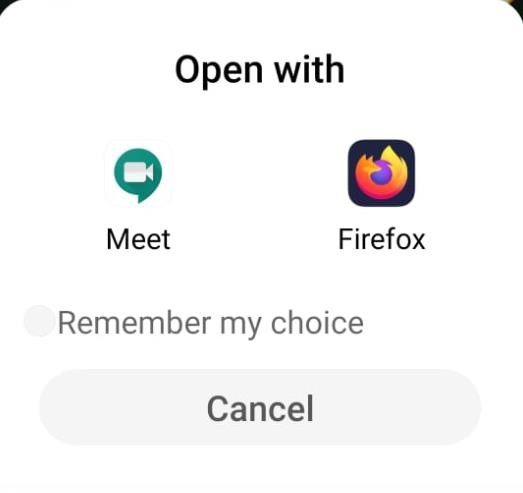 Open with
Meet
Firefox
Remember my choice
Cancel